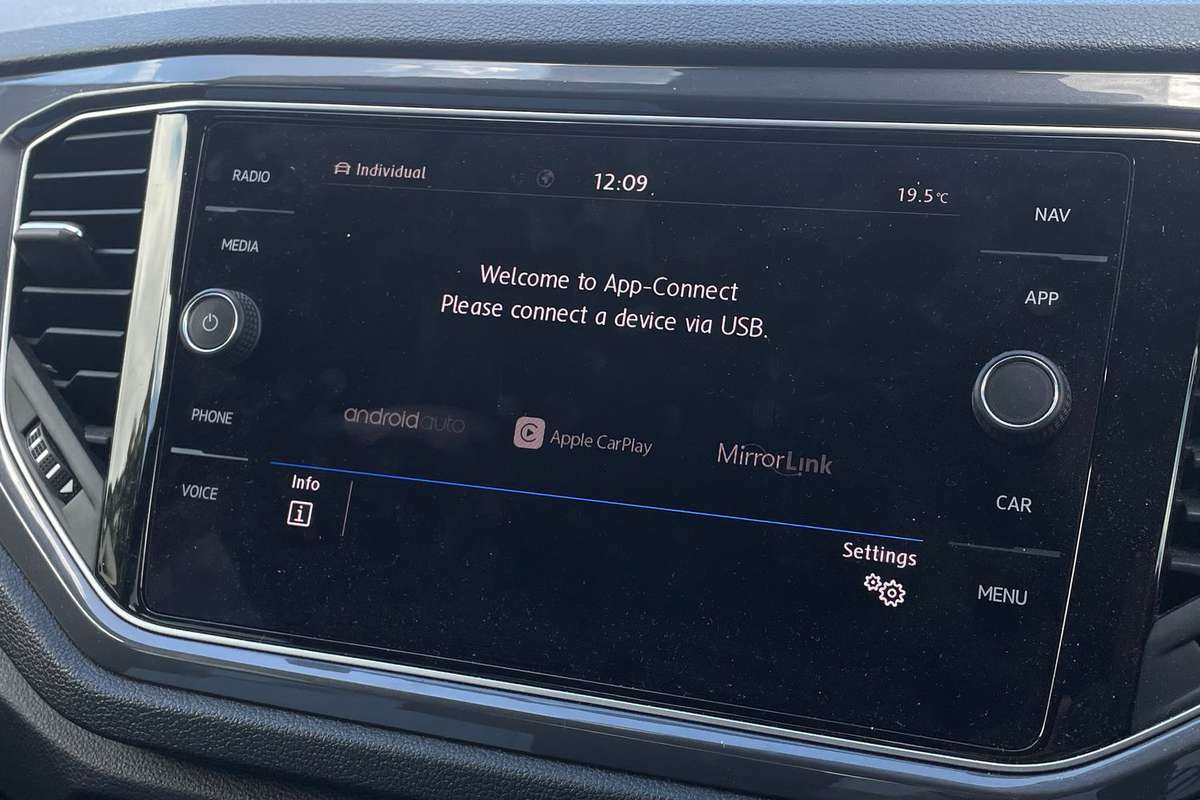 RADIO
MEDIA
PHONE
VOICE
Individual
12:09
19.5°C
Welcome to App-Connect
Please connect a device via USB.
androidauto
Apple CarPlay
MirrorLink
Info
i
Settings
NAV
APP
CAR
MENU